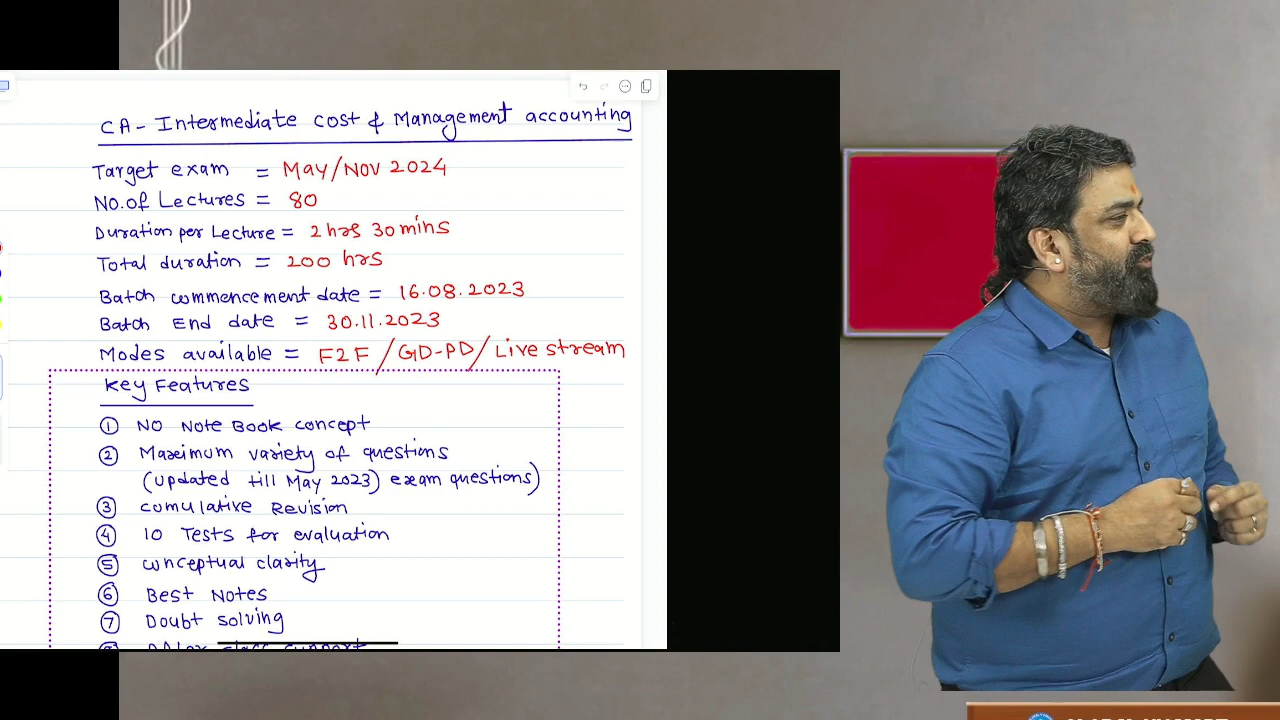 CA- Intermediate cost & Management accounting
Target exam = May/Nov 2024
No.of Lectures = 80
Duration per Lecture = 2 hrs 30 mins
Total duration = 200 hrs
Batch commencement date = 16.08.2023
Batch End date = 30.11.2023
Modes available = F2F / GD-PD / Live stream
Key Features
① No Note Book concept
② Maximum variety of questions
(updated till May 2023) exam questions)
③ cumulative Revision
④ 10 Tests for evaluation
⑤ conceptual clarity
⑥ Best Notes
⑦ Doubt solving
class support